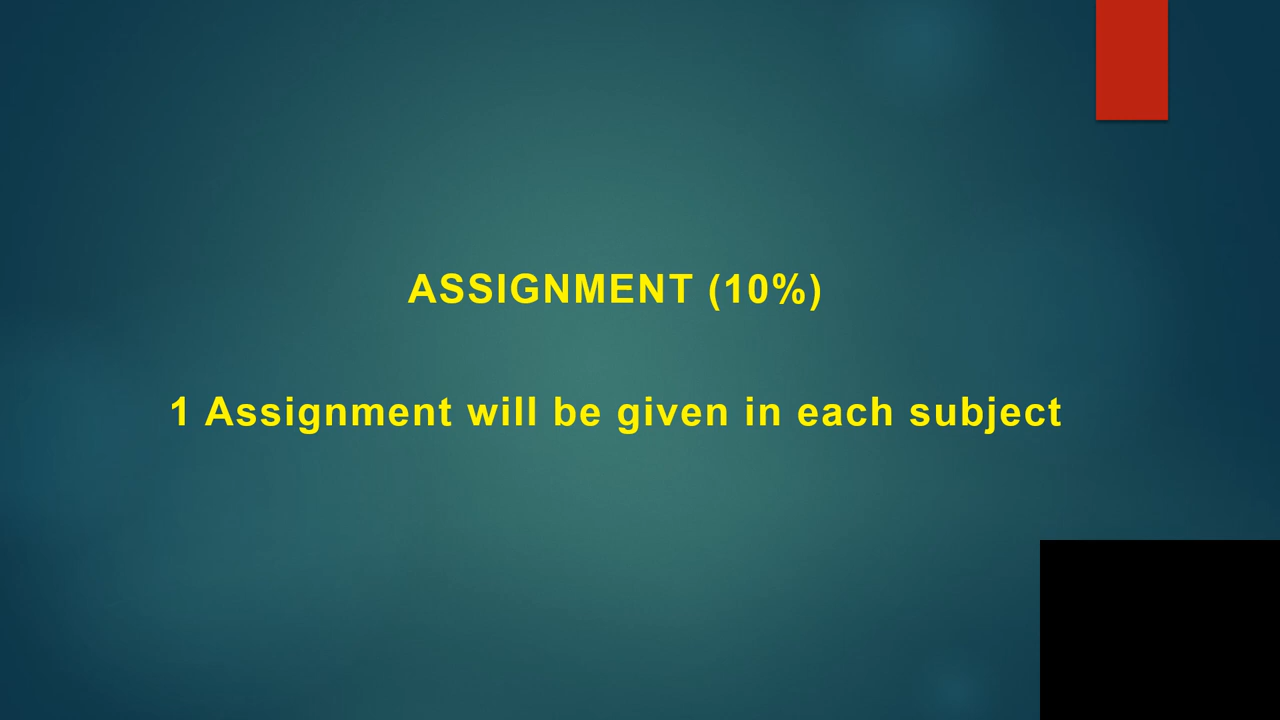 ASSIGNMENT (10%)
1 Assignment will be given in each subject